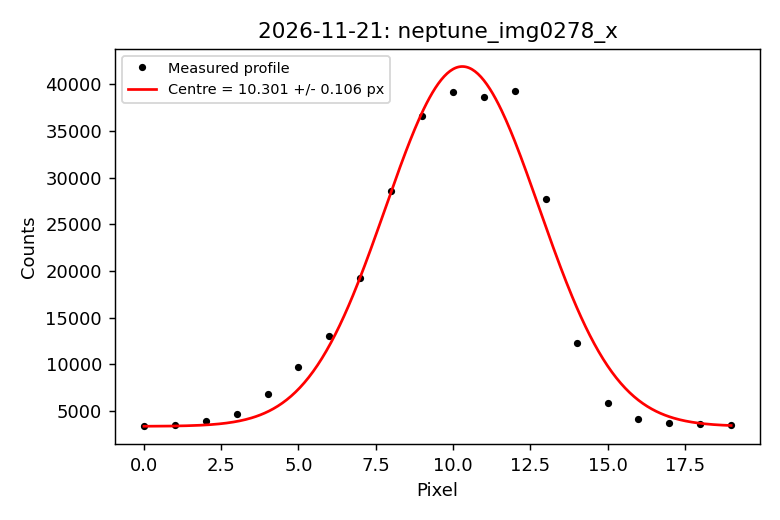 2026-11-21: neptune_img0278_x
Measured profile
Centre = 10.301 +/- 0.106 px
40000
35000
30000
25000
20000
15000
10000
5000
Counts
0.0 2.5 5.0 7.5 10.0 12.5 15.0 17.5
Pixel